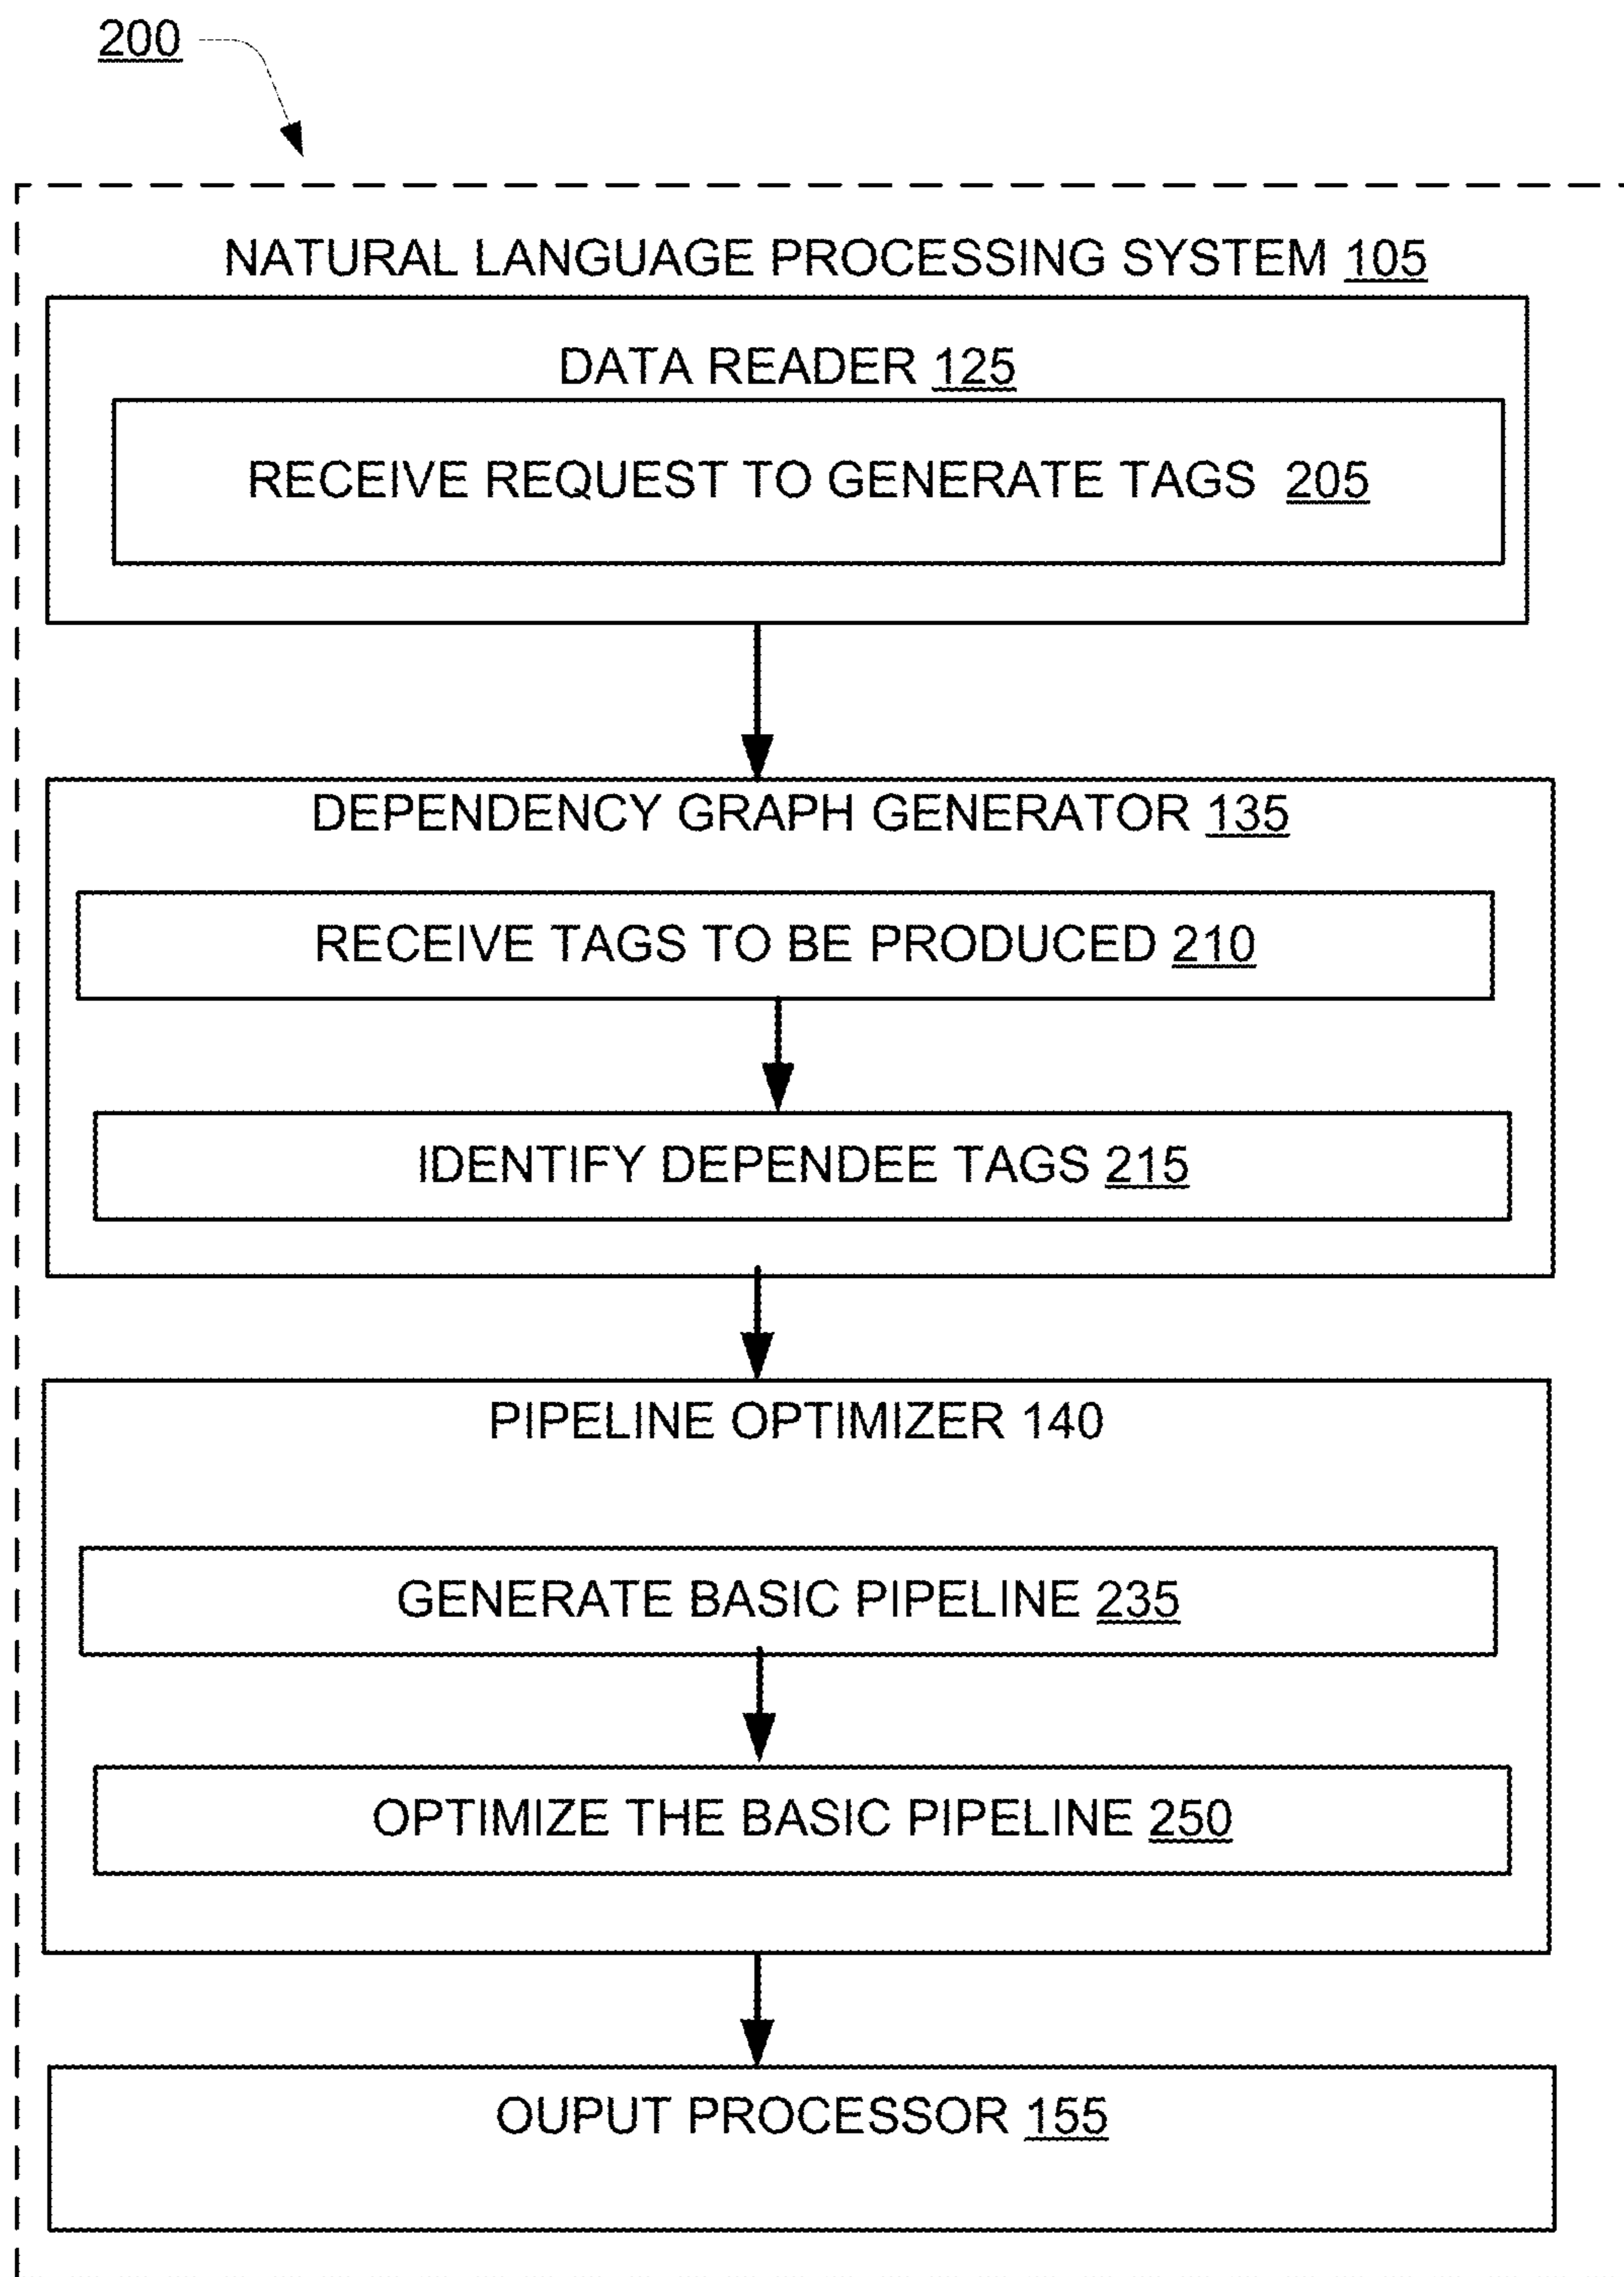 200
NATURAL LANGUAGE PROCESSING SYSTEM 105
DATA READER 125
RECEIVE REQUEST TO GENERATE TAGS 205
DEPENDENCY GRAPH GENERATOR 135
RECEIVE TAGS TO BE PRODUCED 210
IDENTIFY DEPENDEE TAGS 215
PIPELINE OPTIMIZER 140
GENERATE BASIC PIPELINE 235
OPTIMIZE THE BASIC PIPELINE 250
OUPUT PROCESSOR 155